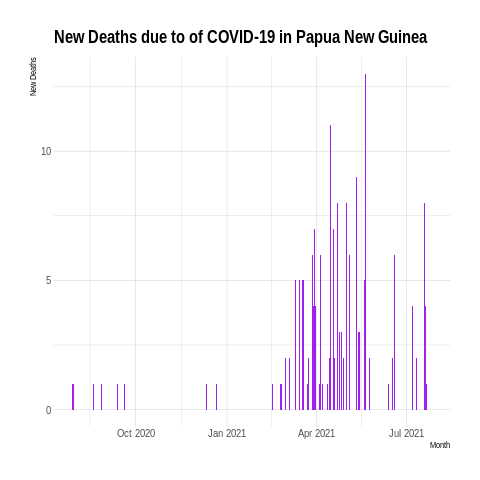 New Deaths due to of COVID-19 in Papua New Guinea
New Deaths
10
5
0
Oct 2020 Jan 2021 Apr 2021 Jul 2021
Month